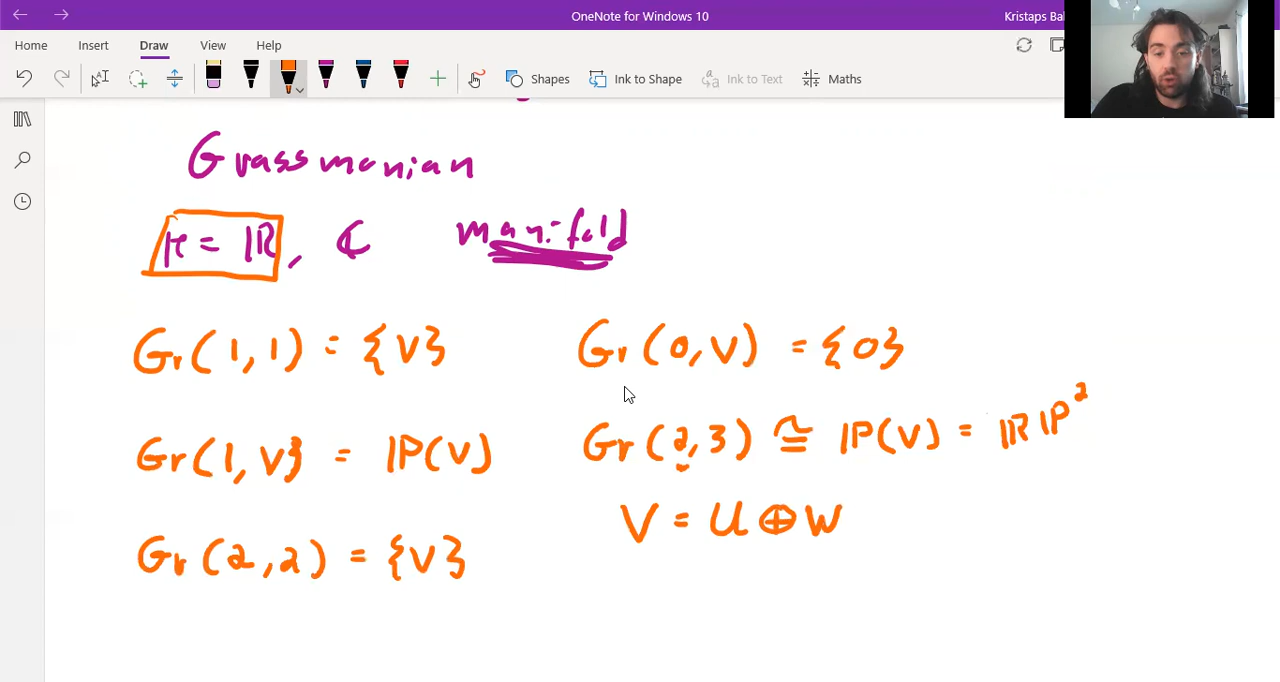 OneNote for Windows 10
Kristaps Bal
Home Insert Draw View Help
Shapes Ink to Shape Ink to Text Maths
Grassmanian
K = ℝ, ℂ manifold
Gr(1,1) = {V} Gr(0,V) = {0}
Gr(1,V} = ℙ(V) Gr(2,3) ≅ ℙ(V) = ℝℙ²
V = U ⊕ W
Gr(2,2) = {V}